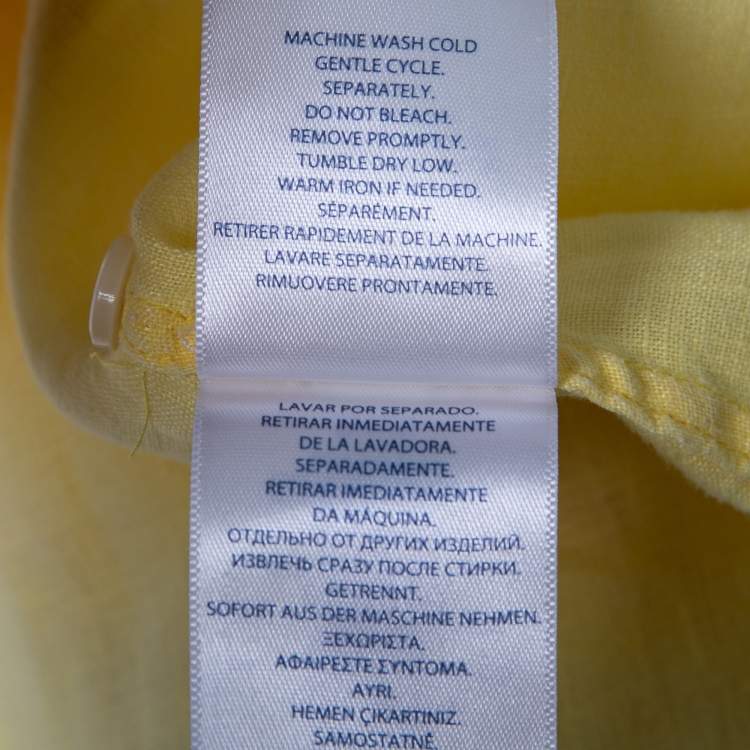 MACHINE WASH COLD
GENTLE CYCLE.
SEPARATELY.
DO NOT BLEACH.
REMOVE PROMPTLY.
TUMBLE DRY LOW.
WARM IRON IF NEEDED.
SÉPARÉMENT.
RETIRER RAPIDEMENT DE LA MACHINE.
LAVARE SEPARATAMENTE.
RIMUOVERE PRONTAMENTE.
LAVAR POR SEPARADO.
RETIRAR INMEDIATAMENTE
DE LA LAVADORA.
SEPARADAMENTE.
RETIRAR IMEDIATAMENTE
DA MÁQUINA.
ОТДЕЛЬНО ОТ ДРУГИХ ИЗДЕЛИЙ.
ИЗВЛЕЧЬ СРАЗУ ПОСЛЕ СТИРКИ.
GETRENNT.
SOFORT AUS DER MASCHINE NEHMEN.
ΞΕΧΩΡΙΣΤΑ.
ΑΦΑΙΡΕΣΤΕ ΣΥΝΤΟΜΑ.
AYRI.
HEMEN ÇIKARTINIZ.
SAMOSTATNĚ.